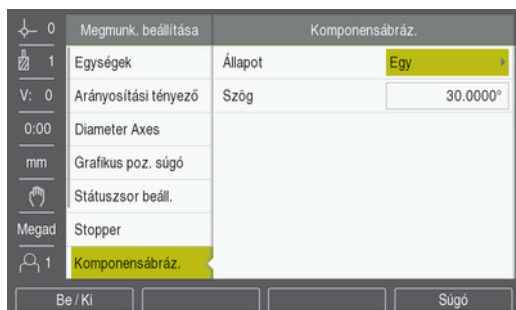 0 Megmunk. beállítása Komponensábráz.
1 Egységek Állapot Egy
V: 0 Arányosítási tényező Szög 30.0000°
0:00 Diameter Axes
mm Grafikus poz. súgó
Státuszsor beáll.
Megad Stopper
1 Komponensábráz.
Be / Ki Súgó